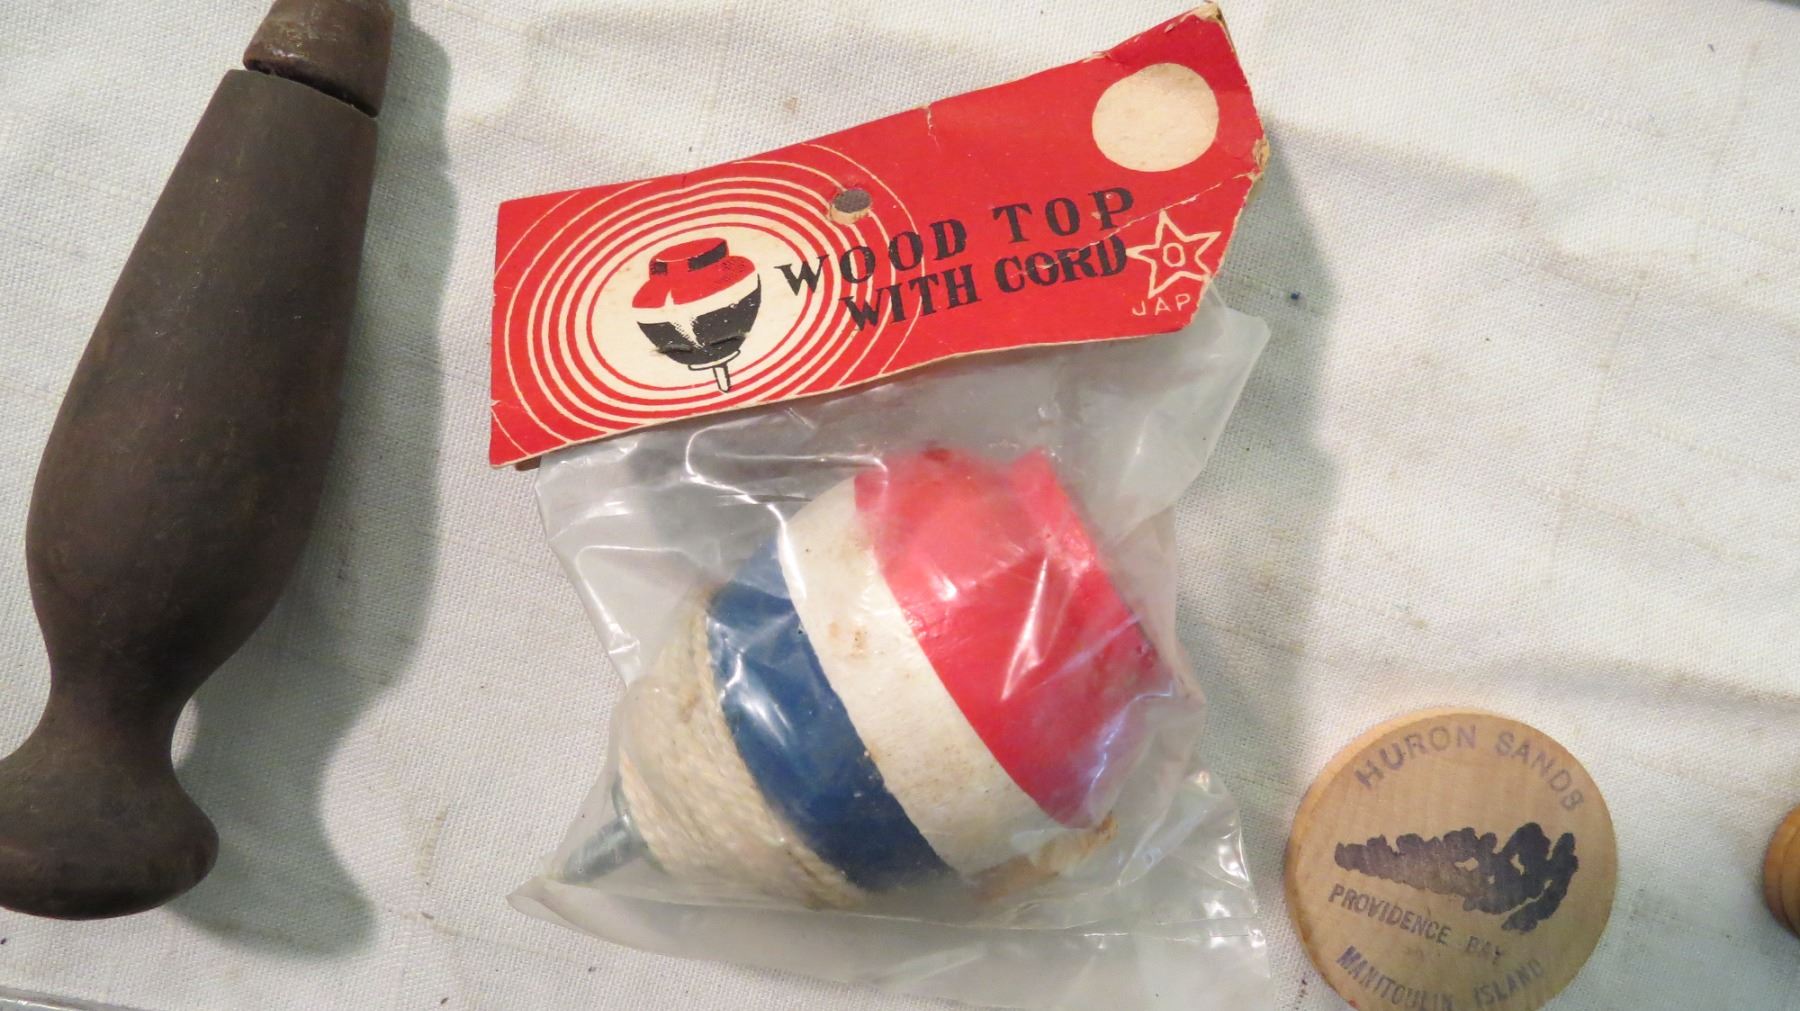 WOOD TOP
WITH CORD
O
JAP
HURON SANDS
PROVIDENCE BAY
MANITOULIN ISLAND